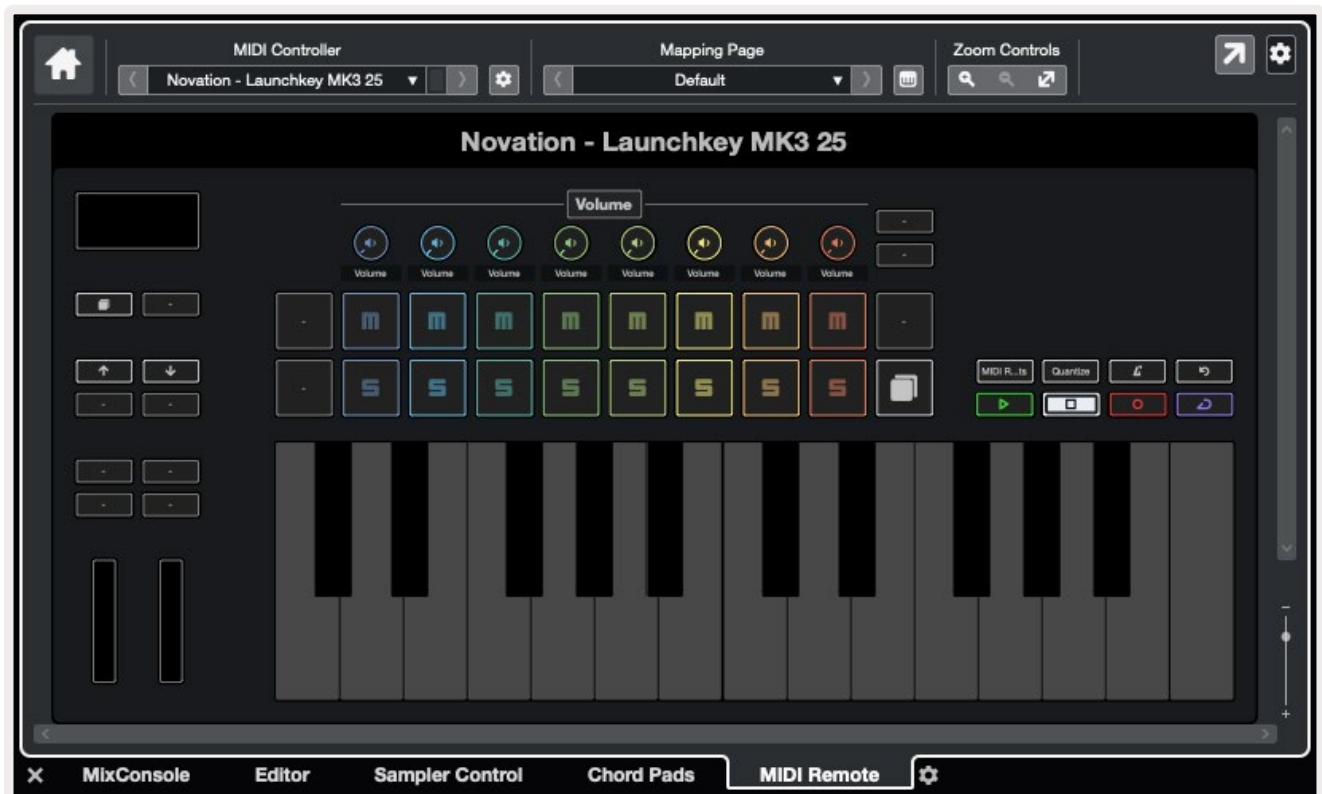 MIDI Controller Mapping Page Zoom Controls
Novation - Launchkey MK3 25 Default
Novation - Launchkey MK3 25
Volume
Volume Volume Volume Volume Volume Volume Volume Volume
M M M M M M M M
S S S S S S S S
MIDI R...ts Quantize
MixConsole Editor Sampler Control Chord Pads MIDI Remote